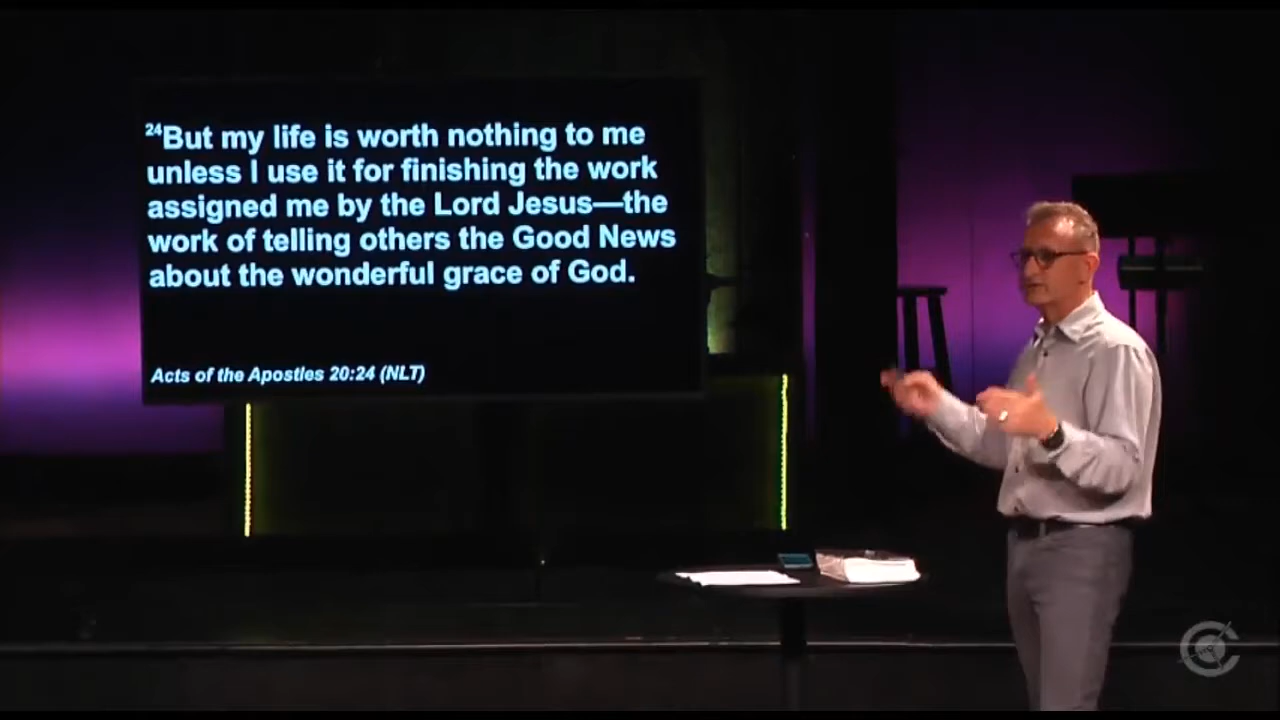 ²⁴But my life is worth nothing to me
unless I use it for finishing the work
assigned me by the Lord Jesus—the
work of telling others the Good News
about the wonderful grace of God.
Acts of the Apostles 20:24 (NLT)